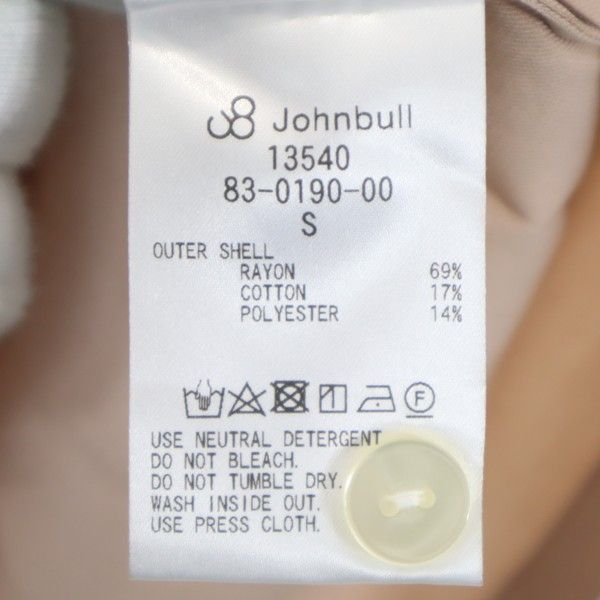 Johnbull
13540
83-0190-00
S
OUTER SHELL
RAYON 69%
COTTON 17%
POLYESTER 14%
F
USE NEUTRAL DETERGENT
DO NOT BLEACH.
DO NOT TUMBLE DRY.
WASH INSIDE OUT.
USE PRESS CLOTH.